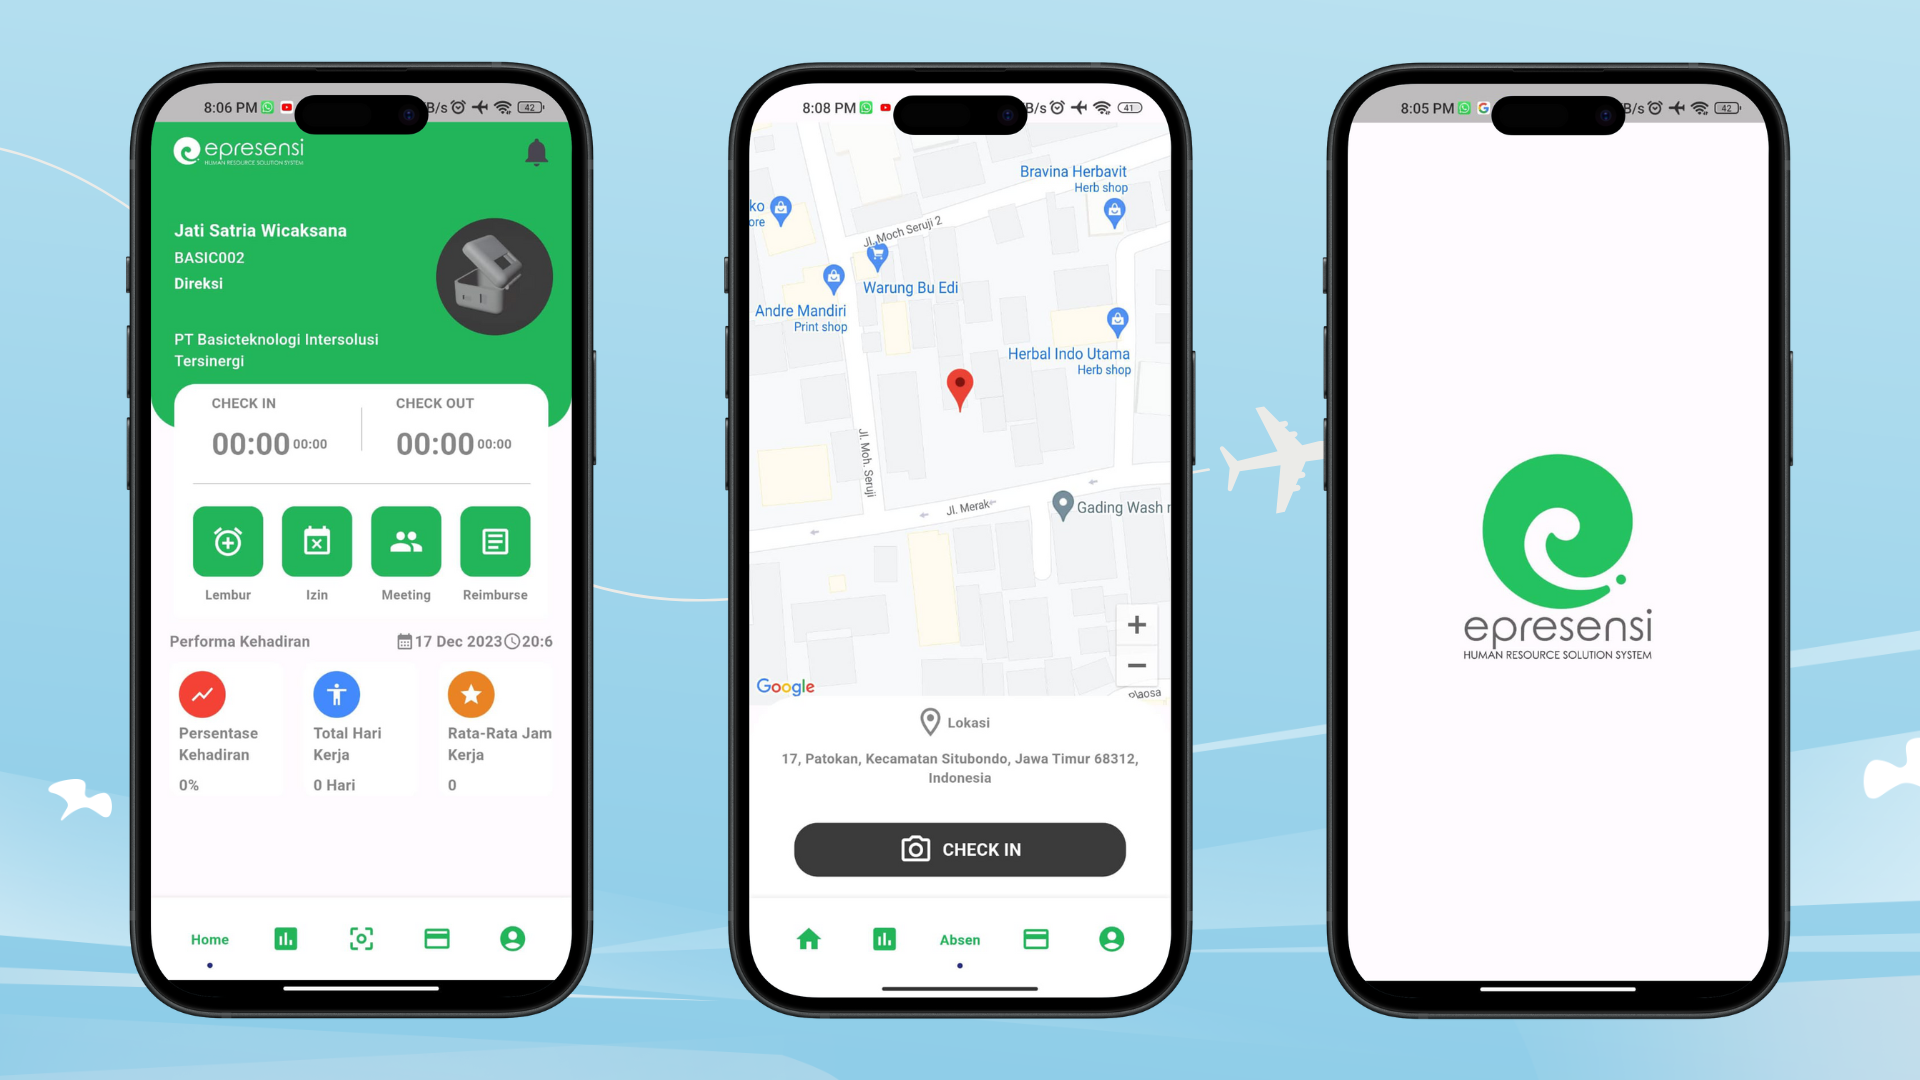 8:06 PM
B/s
42
epresensi
HUMAN RESOURCE SOLUTION SYSTEM
Jati Satria Wicaksana
BASIC002
Direksi
PT Basicteknologi Intersolusi
Tersinergi
CHECK IN
CHECK OUT
00:00 00:00
00:00 00:00
Lembur
Izin
Meeting
Reimburse
Performa Kehadiran
17 Dec 2023 20:6
Persentase
Kehadiran
0%
Total Hari
Kerja
0 Hari
Rata-Rata Jam
Kerja
0
Home
8:08 PM
B/s
41
Bravina Herbavit
Herb shop
ko
ore
Jl. Moch Seruji 2
Warung Bu Edi
Andre Mandiri
Print shop
Herbal Indo Utama
Herb shop
Jl. Moh. Seruji
Jl. Merak
Gading Wash
+
−
Google
Lokasi
17, Patokan, Kecamatan Situbondo, Jawa Timur 68312,
Indonesia
CHECK IN
Absen
8:05 PM
B/s
42
epresensi
HUMAN RESOURCE SOLUTION SYSTEM